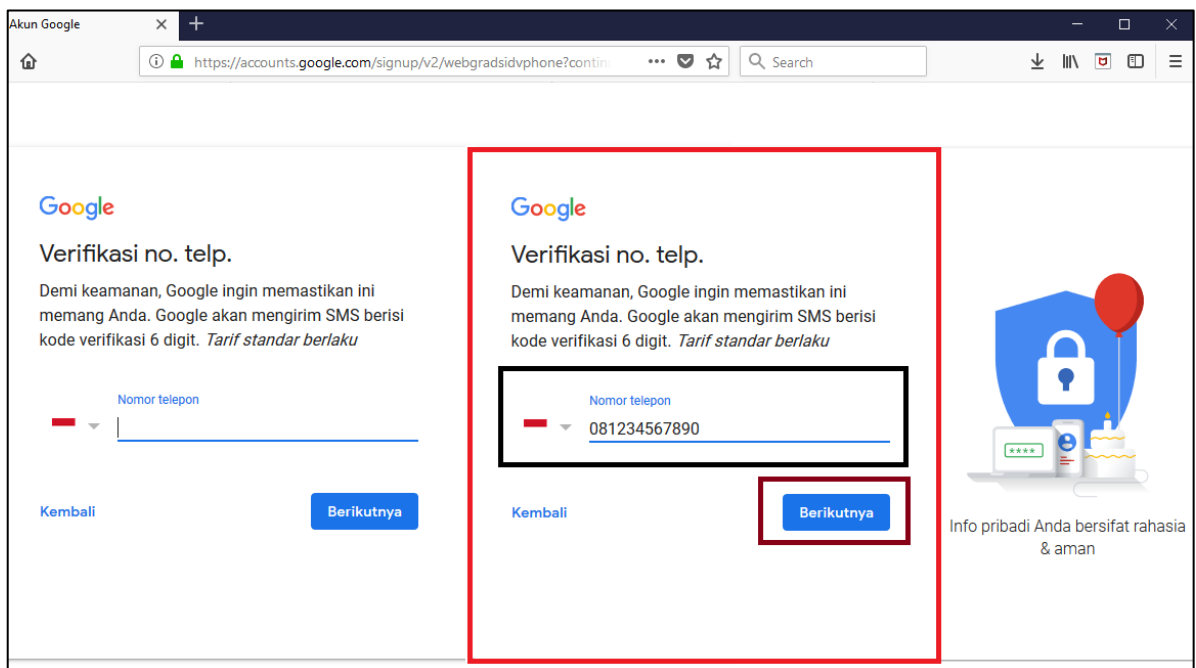 Akun Google
https://accounts.google.com/signup/v2/webgradsidvphone?contin
Search
Google
Verifikasi no. telp.
Demi keamanan, Google ingin memastikan ini
memang Anda. Google akan mengirim SMS berisi
kode verifikasi 6 digit. Tarif standar berlaku
Nomor telepon
Kembali
Berikutnya
Google
Verifikasi no. telp.
Demi keamanan, Google ingin memastikan ini
memang Anda. Google akan mengirim SMS berisi
kode verifikasi 6 digit. Tarif standar berlaku
Nomor telepon
081234567890
Kembali
Berikutnya
****
Info pribadi Anda bersifat rahasia
& aman